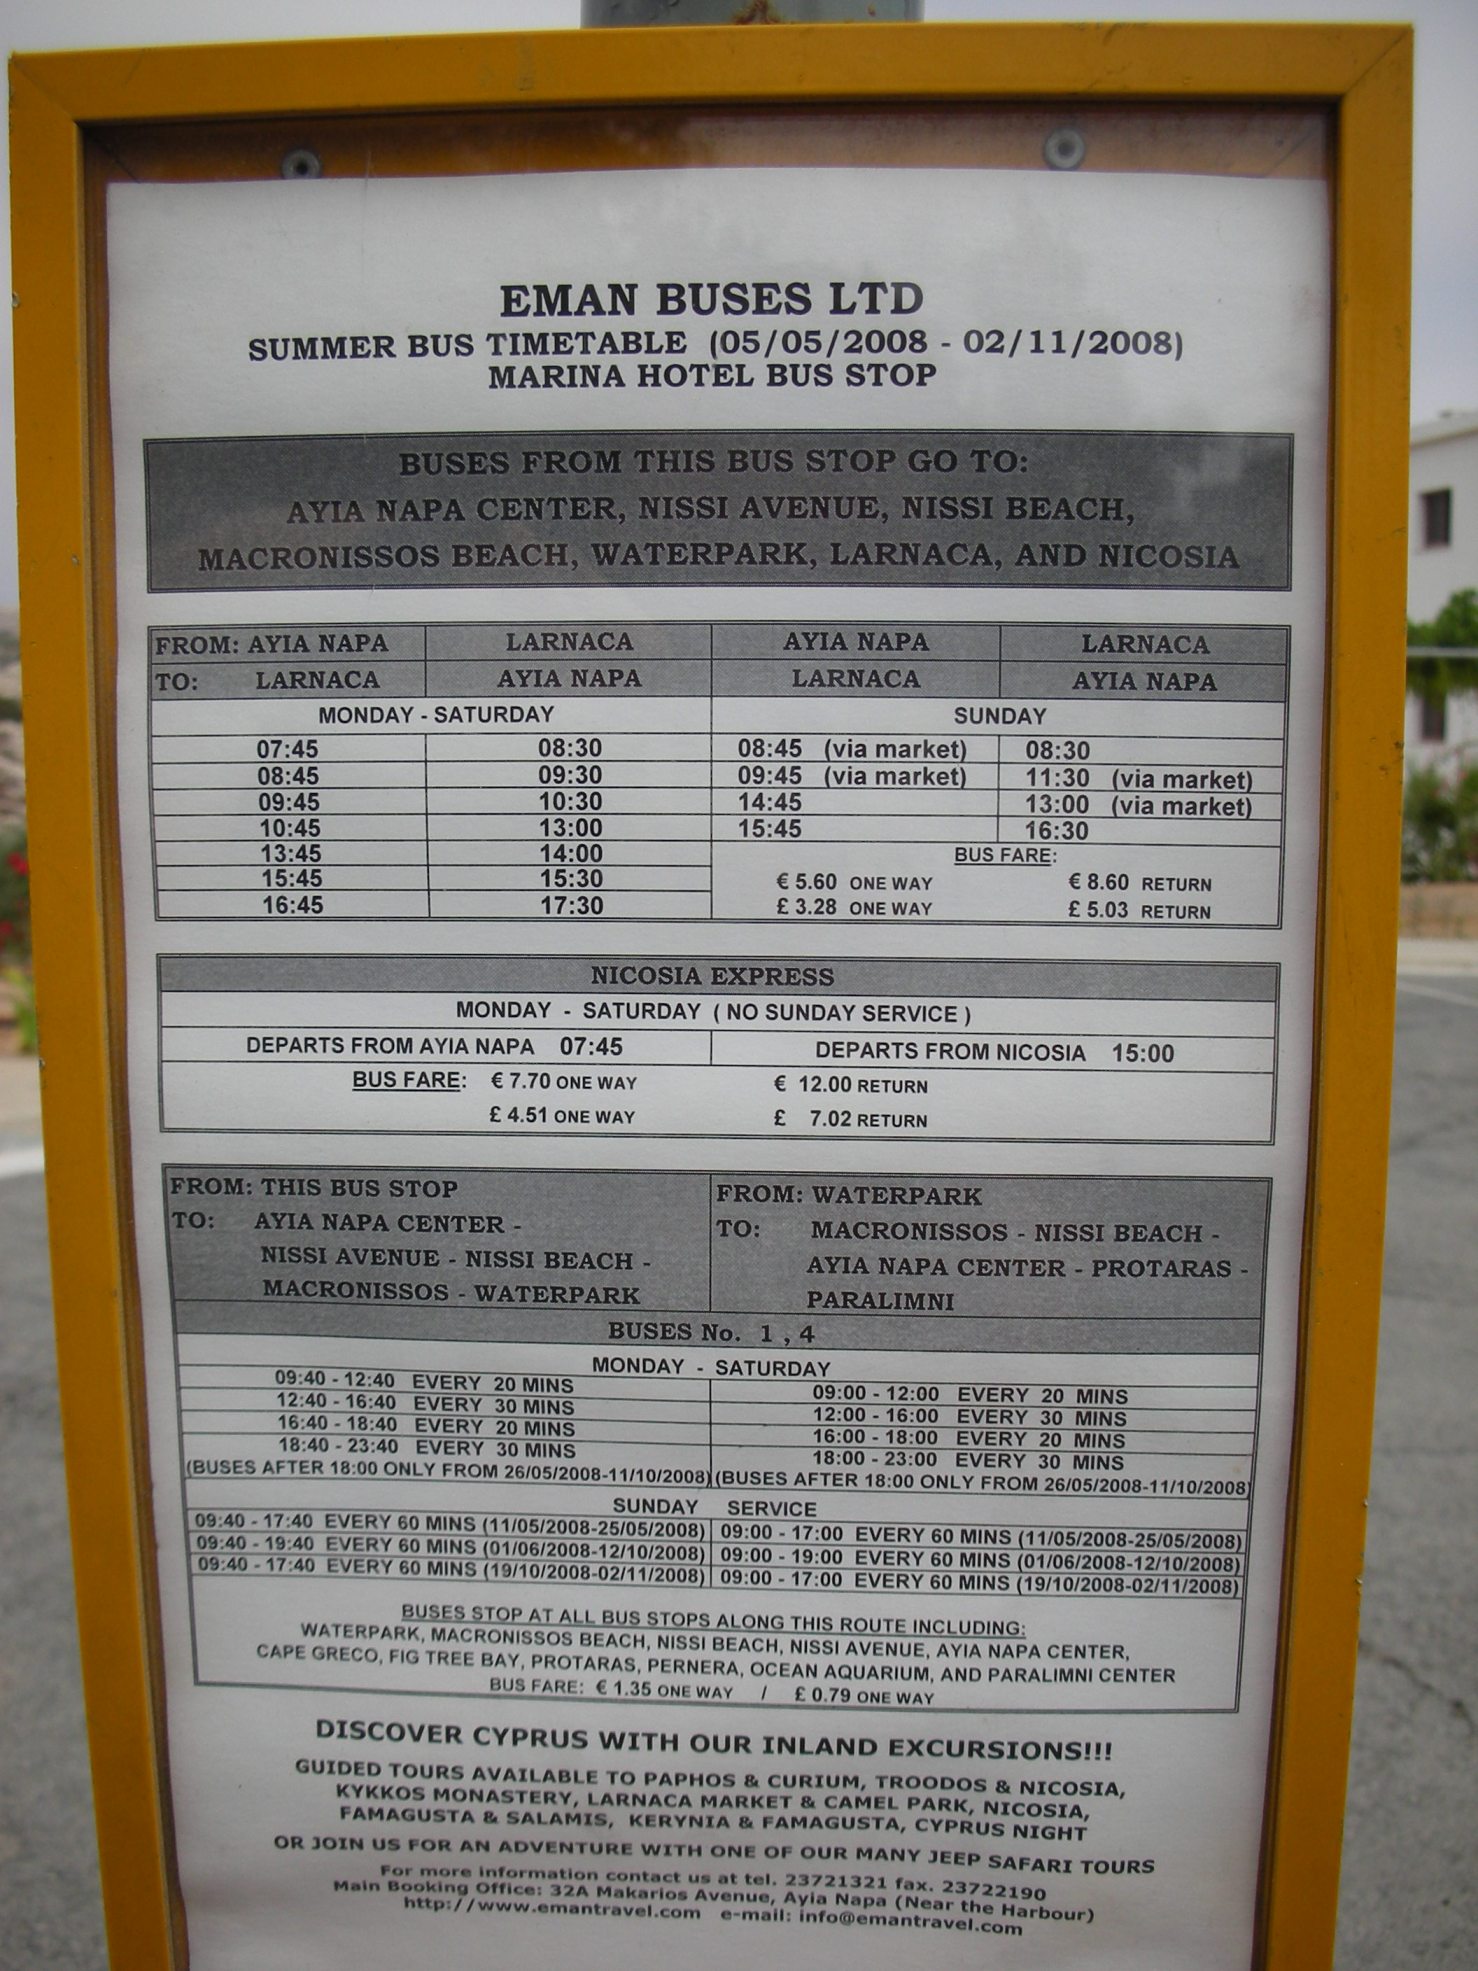 EMAN BUSES LTD
SUMMER BUS TIMETABLE (05/05/2008 - 02/11/2008)
MARINA HOTEL BUS STOP
BUSES FROM THIS BUS STOP GO TO:
AYIA NAPA CENTER, NISSI AVENUE, NISSI BEACH,
MACRONISSOS BEACH, WATERPARK, LARNACA, AND NICOSIA
FROM: AYIA NAPA LARNACA AYIA NAPA LARNACA
TO: LARNACA AYIA NAPA LARNACA AYIA NAPA
MONDAY - SATURDAY SUNDAY
07:45 08:30 08:45 (via market) 08:30
08:45 09:30 09:45 (via market) 11:30 (via market)
09:45 10:30 14:45 13:00 (via market)
10:45 13:00 15:45 16:30
13:45 14:00 BUS FARE:
15:45 15:30 € 5.60 ONE WAY € 8.60 RETURN
16:45 17:30 £ 3.28 ONE WAY £ 5.03 RETURN
NICOSIA EXPRESS
MONDAY - SATURDAY ( NO SUNDAY SERVICE )
DEPARTS FROM AYIA NAPA 07:45 DEPARTS FROM NICOSIA 15:00
BUS FARE: € 7.70 ONE WAY € 12.00 RETURN
£ 4.51 ONE WAY £ 7.02 RETURN
FROM: THIS BUS STOP FROM: WATERPARK
TO: AYIA NAPA CENTER - TO: MACRONISSOS - NISSI BEACH -
NISSI AVENUE - NISSI BEACH - AYIA NAPA CENTER - PROTARAS -
MACRONISSOS - WATERPARK PARALIMNI
BUSES No. 1 , 4
MONDAY - SATURDAY
09:40 - 12:40 EVERY 20 MINS 09:00 - 12:00 EVERY 20 MINS
12:40 - 16:40 EVERY 30 MINS 12:00 - 16:00 EVERY 30 MINS
16:40 - 18:40 EVERY 20 MINS 16:00 - 18:00 EVERY 20 MINS
18:40 - 23:40 EVERY 30 MINS 18:00 - 23:00 EVERY 30 MINS
(BUSES AFTER 18:00 ONLY FROM 26/05/2008-11/10/2008) (BUSES AFTER 18:00 ONLY FROM 26/05/2008-11/10/2008)
SUNDAY SERVICE
09:40 - 17:40 EVERY 60 MINS (11/05/2008-25/05/2008) 09:00 - 17:00 EVERY 60 MINS (11/05/2008-25/05/2008)
09:40 - 19:40 EVERY 60 MINS (01/06/2008-12/10/2008) 09:00 - 19:00 EVERY 60 MINS (01/06/2008-12/10/2008)
09:40 - 17:40 EVERY 60 MINS (19/10/2008-02/11/2008) 09:00 - 17:00 EVERY 60 MINS (19/10/2008-02/11/2008)
BUSES STOP AT ALL BUS STOPS ALONG THIS ROUTE INCLUDING:
WATERPARK, MACRONISSOS BEACH, NISSI BEACH, NISSI AVENUE, AYIA NAPA CENTER,
CAPE GRECO, FIG TREE BAY, PROTARAS, PERNERA, OCEAN AQUARIUM, AND PARALIMNI CENTER
BUS FARE: € 1.35 ONE WAY / £ 0.79 ONE WAY
DISCOVER CYPRUS WITH OUR INLAND EXCURSIONS!!!
GUIDED TOURS AVAILABLE TO PAPHOS & CURIUM, TROODOS & NICOSIA,
KYKKOS MONASTERY, LARNACA MARKET & CAMEL PARK, NICOSIA,
FAMAGUSTA & SALAMIS, KERYNIA & FAMAGUSTA, CYPRUS NIGHT
OR JOIN US FOR AN ADVENTURE WITH ONE OF OUR MANY JEEP SAFARI TOURS
For more information contact us at tel. 23721321 fax. 23722190
Main Booking Office: 32A Makarios Avenue, Ayia Napa (Near the Harbour)
http://www.emantravel.com e-mail: info@emantravel.com